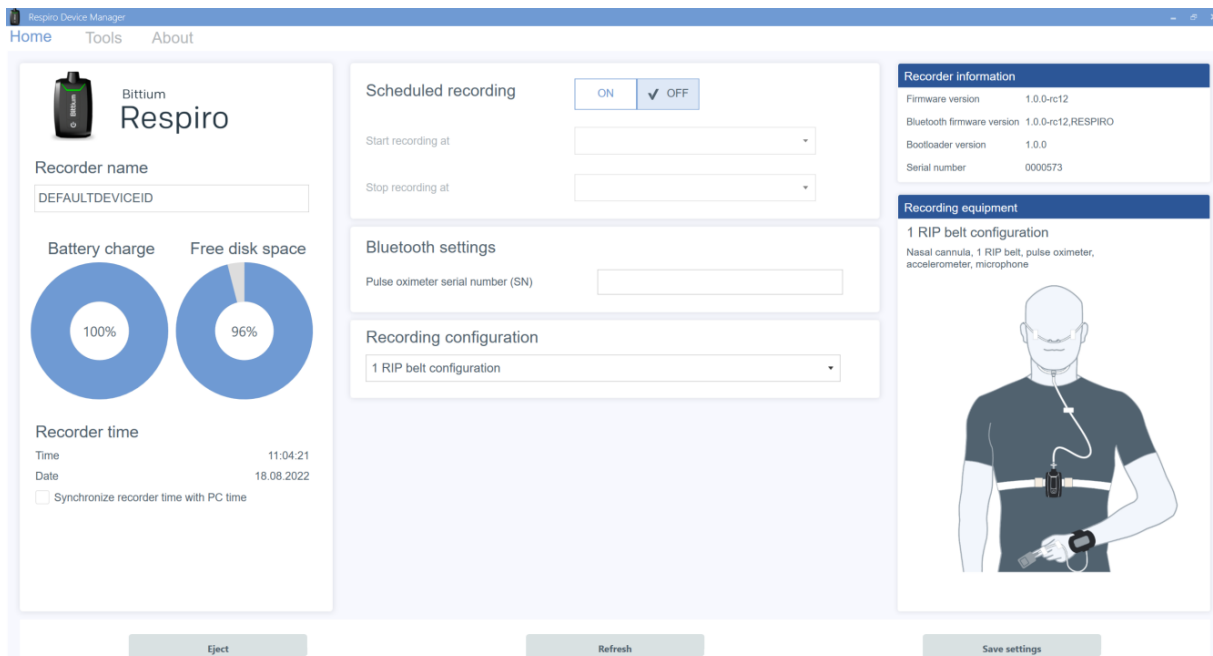 Respiro Device Manager
Home Tools About
Bittium
Respiro
Recorder name
DEFAULTDEVICEID
Battery charge Free disk space
100% 96%
Recorder time
Time 11:04:21
Date 18.08.2022
Synchronize recorder time with PC time
Scheduled recording ON OFF
Start recording at
Stop recording at
Bluetooth settings
Pulse oximeter serial number (SN)
Recording configuration
1 RIP belt configuration
Recorder information
Firmware version 1.0.0-rc12
Bluetooth firmware version 1.0.0-rc12,RESPIRO
Bootloader version 1.0.0
Serial number 0000573
Recording equipment
1 RIP belt configuration
Nasal cannula, 1 RIP belt, pulse oximeter,
accelerometer, microphone
Eject Refresh Save settings